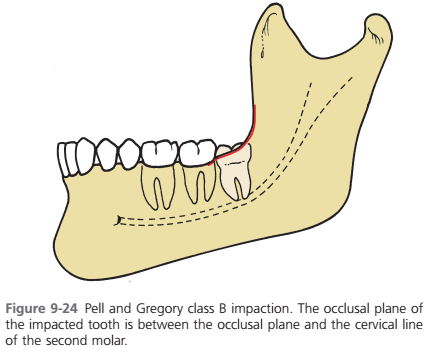 Figure 9-24 Pell and Gregory class B impaction. The occlusal plane of
the impacted tooth is between the occlusal plane and the cervical line
of the second molar.